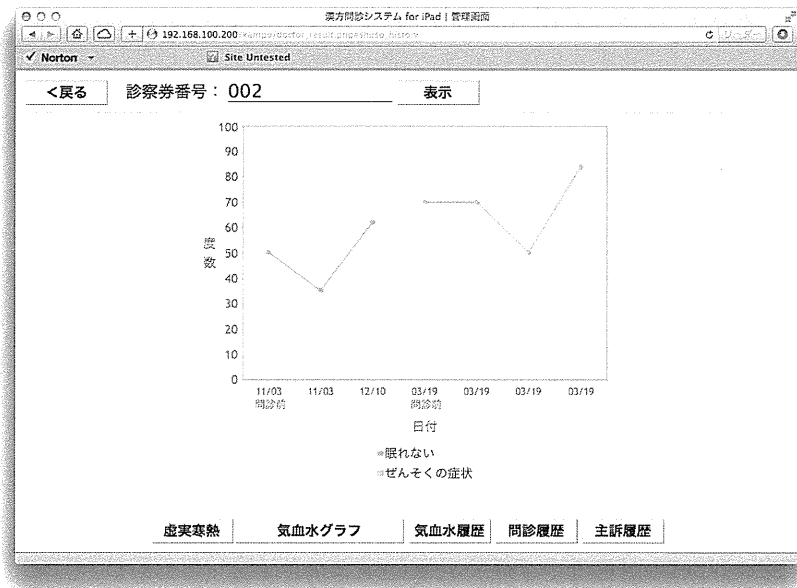 漢方問診システム for iPad | 管理画面
192.168.100.200
✓ Norton
Site Untested
<戻る 診察券番号：002 表示
100
90
80
70
60
50
40
30
20
10
0
度数
11/03 11/03 12/10 03/19 03/19 03/19 03/19
問診前 問診前
日付
眠れない
ぜんそくの症状
虚実寒熱 気血水グラフ 気血水履歴 問診履歴 主訴履歴